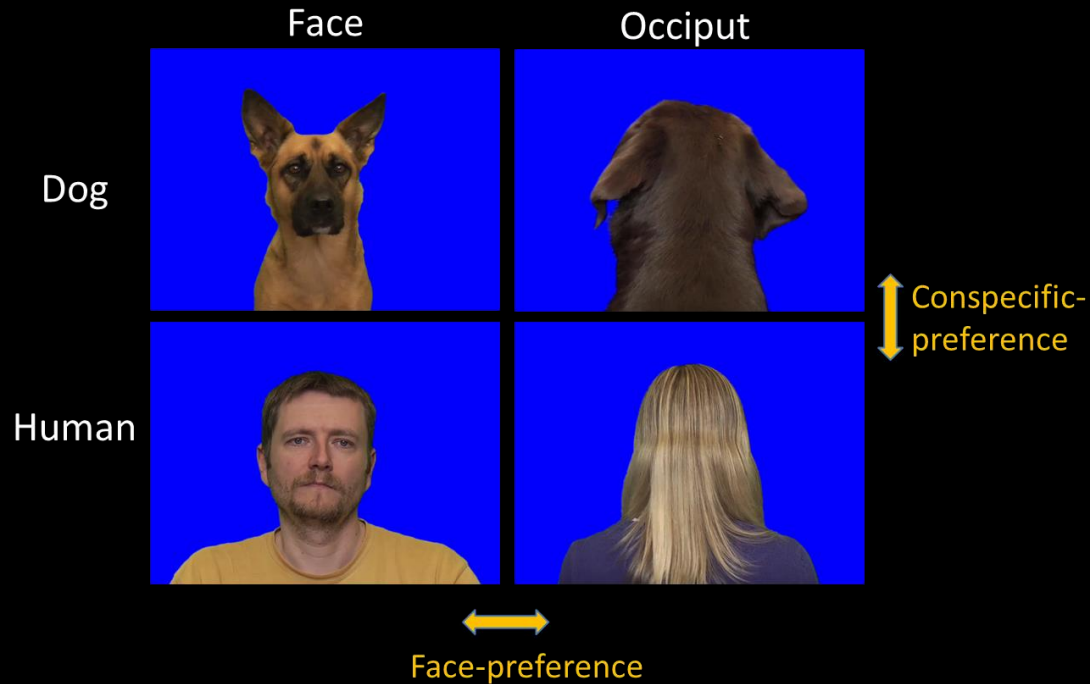 Face
Occiput
Dog
Conspecific-
preference
Human
Face-preference